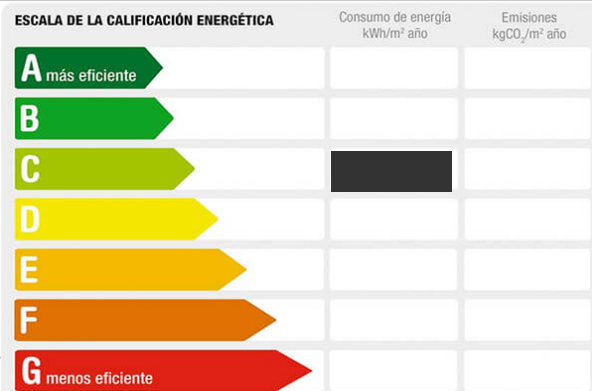 ESCALA DE LA CALIFICACIÓN ENERGÉTICA
Consumo de energía
kWh/m² año
Emisiones
kgCO₂/m² año
A más eficiente
B
C
D
E
F
G menos eficiente